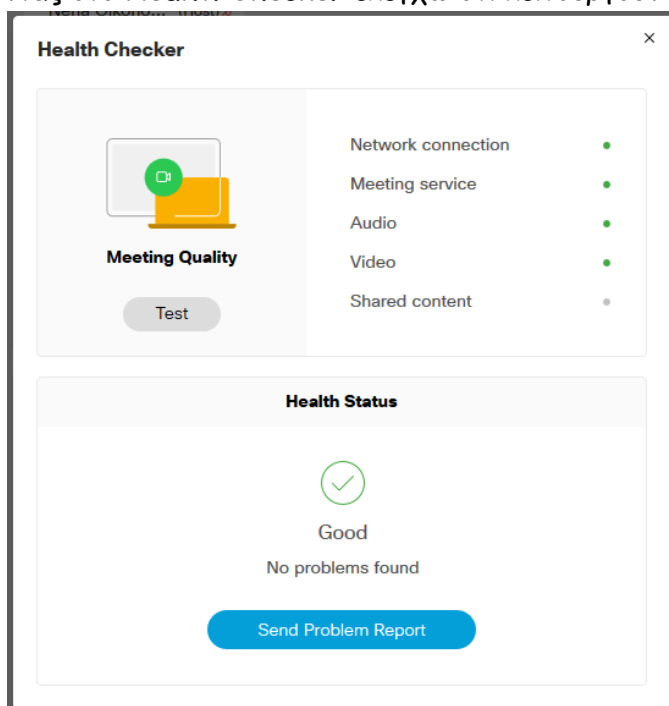 Health Checker
×
Network connection
Meeting service
Meeting Quality
Audio
Video
Test
Shared content
Health Status
Good
No problems found
Send Problem Report